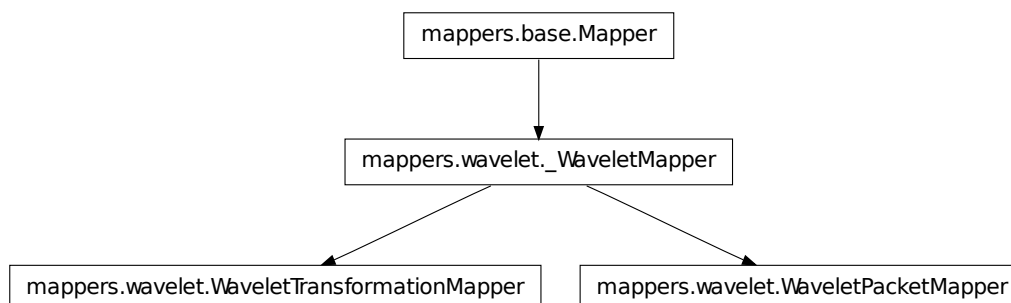 mappers.base.Mapper
mappers.wavelet._WaveletMapper
mappers.wavelet.WaveletTransformationMapper
mappers.wavelet.WaveletPacketMapper